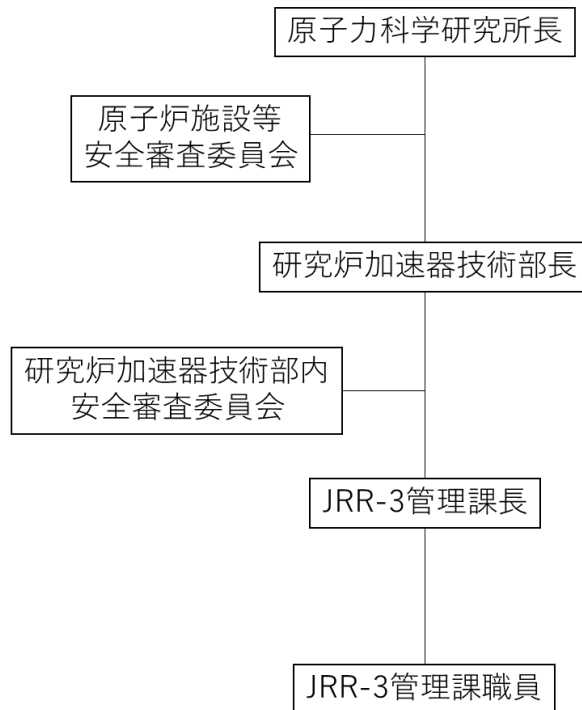 原子力科学研究所長
原子炉施設等
安全審査委員会
研究炉加速器技術部長
研究炉加速器技術部内
安全審査委員会
JRR-3管理課長
JRR-3管理課職員